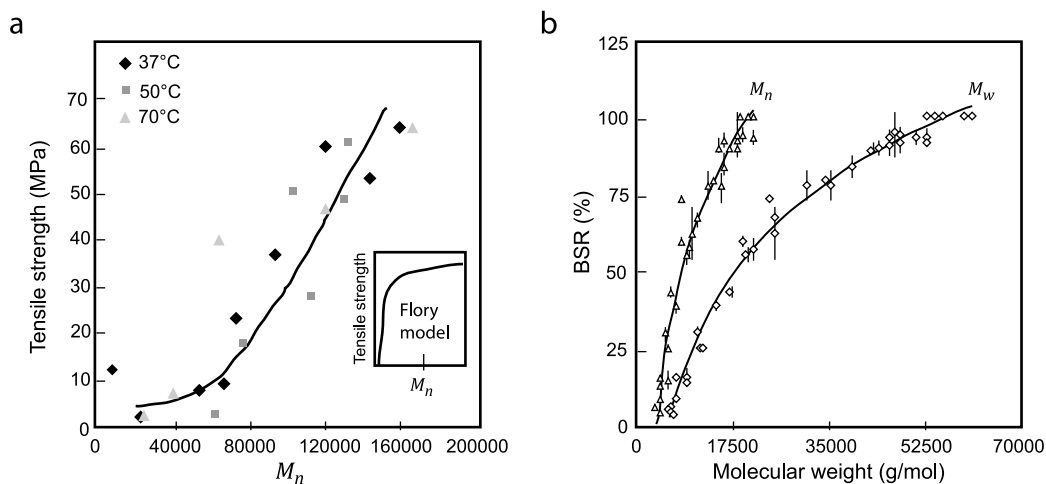 a
37°C
50°C
70°C
Tensile strength (MPa)
70
60
50
40
30
20
10
0
0
40000
80000
120000
160000
200000
Mn
Tensile strength
Flory
model
Mn
b
BSR (%)
125
100
75
50
25
0
Mn
Mw
0
17500
35000
52500
70000
Molecular weight (g/mol)